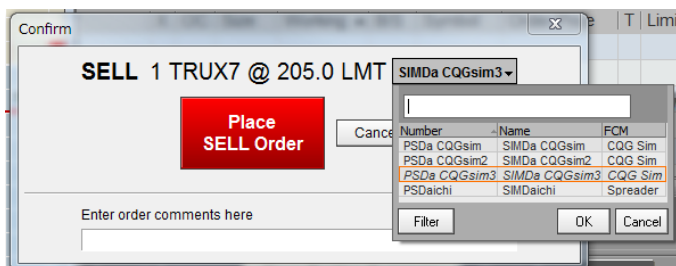 T Limi
Confirm
SELL 1 TRUX7 @ 205.0 LMT SIMDa CQGsim3
Place
SELL Order
Cance
Number Name FCM
PSDa CQGsim SIMDa CQGsim CQG Sim
PSDa CQGsim2 SIMDa CQGsim2 CQG Sim
PSDa CQGsim3 SIMDa CQGsim3 CQG Sim
PSDaichi SIMDaichi Spreader
Filter OK Cancel
Enter order comments here